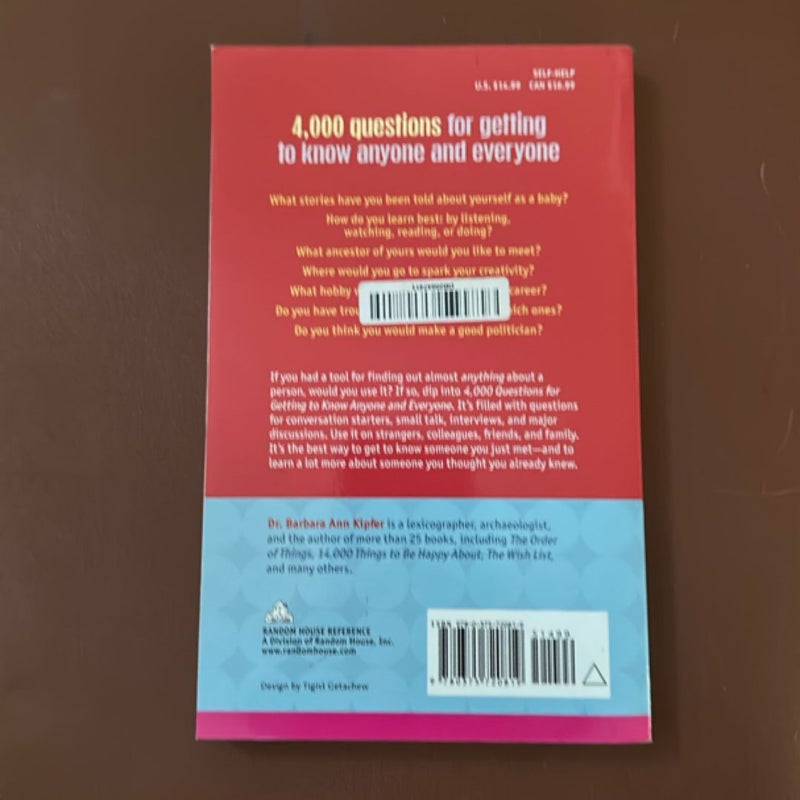 SELF-HELP
U.S. $14.99 CAN $16.99
4,000 questions for getting
to know anyone and everyone
What stories have you been told about yourself as a baby?
How do you learn best: by listening,
watching, reading, or doing?
What ancestor of yours would you like to meet?
Where would you go to spark your creativity?
What hobby career?
Do you have ones?
Do you think you would make a good politician?
If you had a tool for finding out almost anything about a
person, would you use it? If so, dip into 4,000 Questions for
Getting to Know Anyone and Everyone. It's filled with questions
for conversation starters, small talk, interviews, and major
discussions. Use it on strangers, colleagues, friends, and family.
It's the best way to get to know someone you just met—and to
learn a lot more about someone you thought you already knew.
Dr. Barbara Ann Kipfer is a lexicographer, archaeologist,
and the author of more than 25 books, including The Order
of Things, 14,000 Things to Be Happy About, The Wish List,
and many others.
RANDOM HOUSE REFERENCE
A Division of Random House, Inc.
www.randomhouse.com
Design by Tigist Getachew
51499